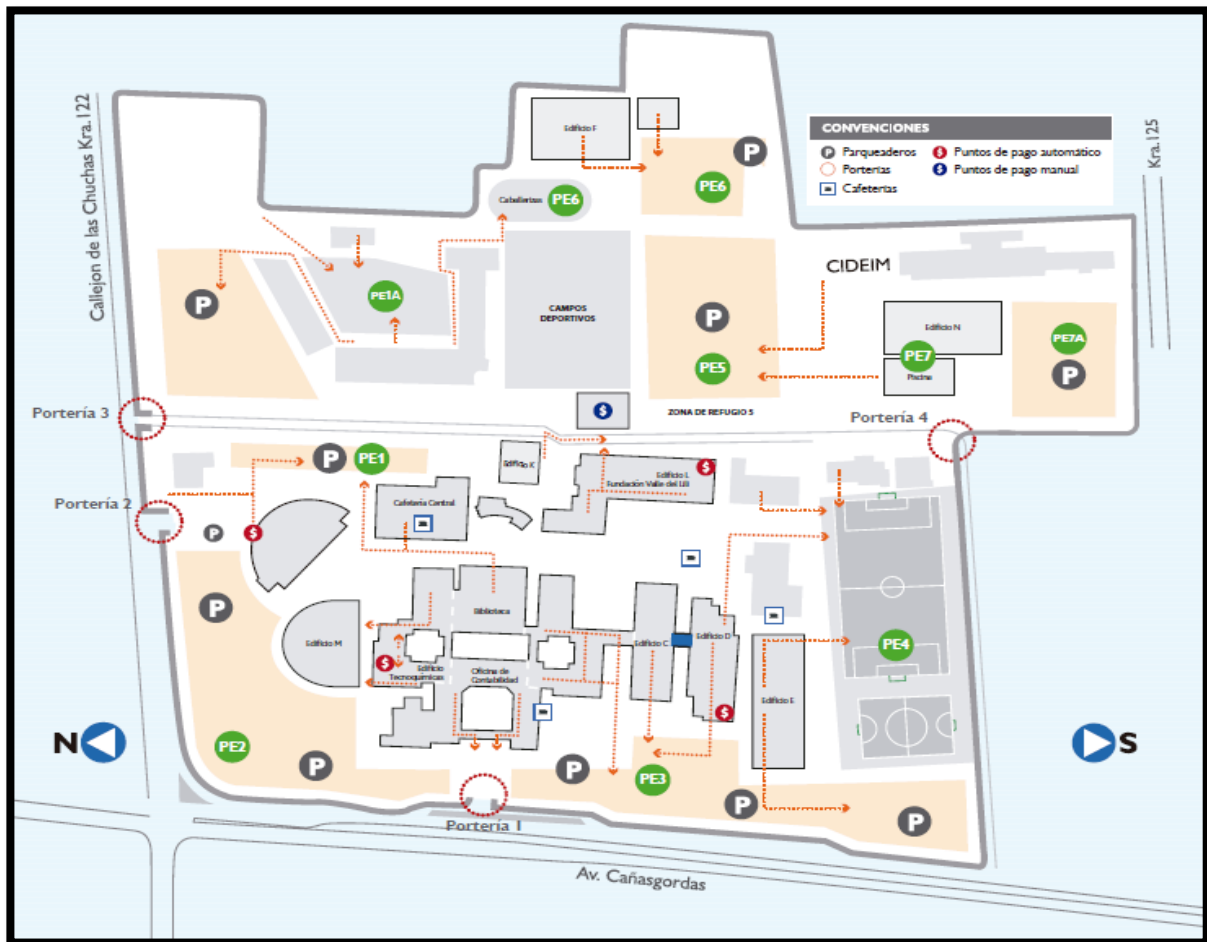 Edificio F
CONVENCIONES
P Parqueaderos
$ Puntos de pago automático
Porterías
$ Puntos de pago manual
Cafeterías
Kra.125
Callejon de las Chuchas Kra.122
P
PE6
Caballerizas
PE6
CIDEIM
P
PE1A
CAMPOS
DEPORTIVOS
P
Edificio N
PE7A
PE7
P
PE5
Piscina
Portería 3
$
ZONA DE REFUGIO 5
Portería 4
P
PE1
Edificio K
Edificio L
Fundación Valle del Lili
$
Portería 2
Cafetería Central
P
$
P
Biblioteca
Edificio M
Edificio C
Edificio D
PE4
$
Edificio
Tecnoquímicas
Oficina de
Contabilidad
Edificio E
$
N
PE2
S
P
P
PE3
P
P
Portería 1
Av. Cañasgordas